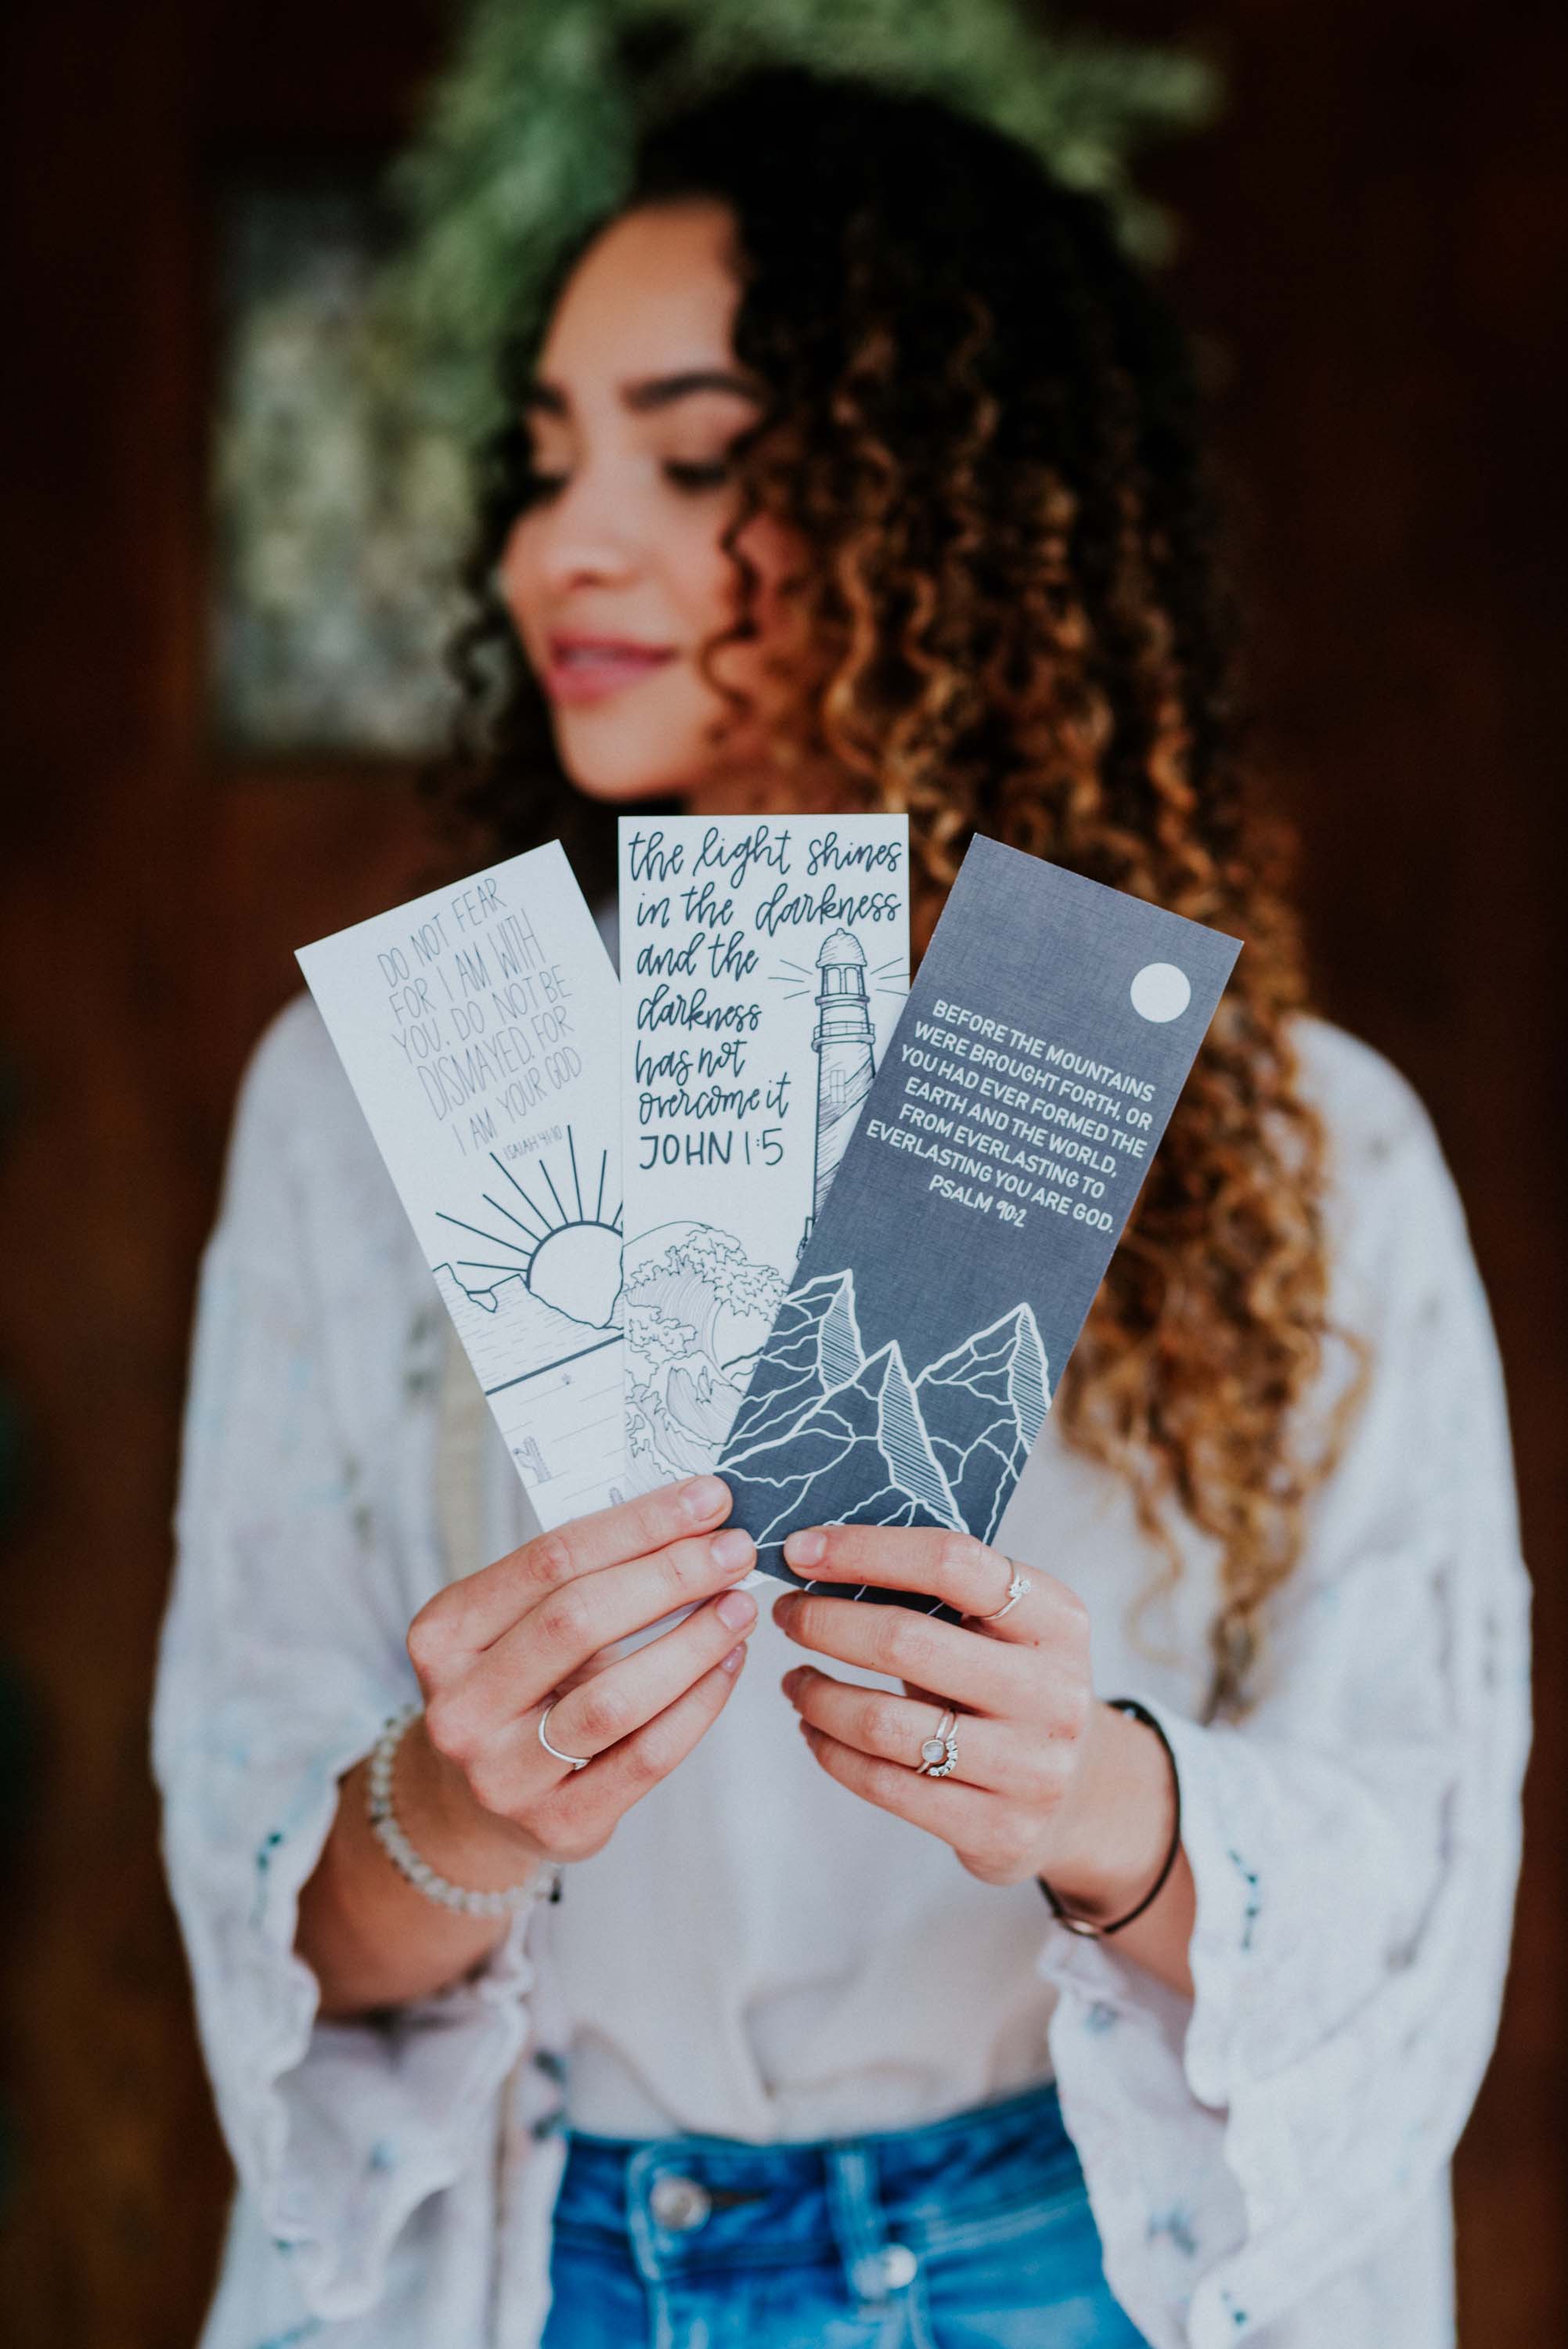 DO NOT FEAR
FOR I AM WITH
YOU. DO NOT BE
DISMAYED. FOR
I AM YOUR GOD
ISAIAH 41:10
the light shines
in the darkness
and the
darkness
has not
overcome it
JOHN 1:5
BEFORE THE MOUNTAINS
WERE BROUGHT FORTH, OR
YOU HAD EVER FORMED THE
EARTH AND THE WORLD,
FROM EVERLASTING TO
EVERLASTING YOU ARE GOD.
PSALM 90:2